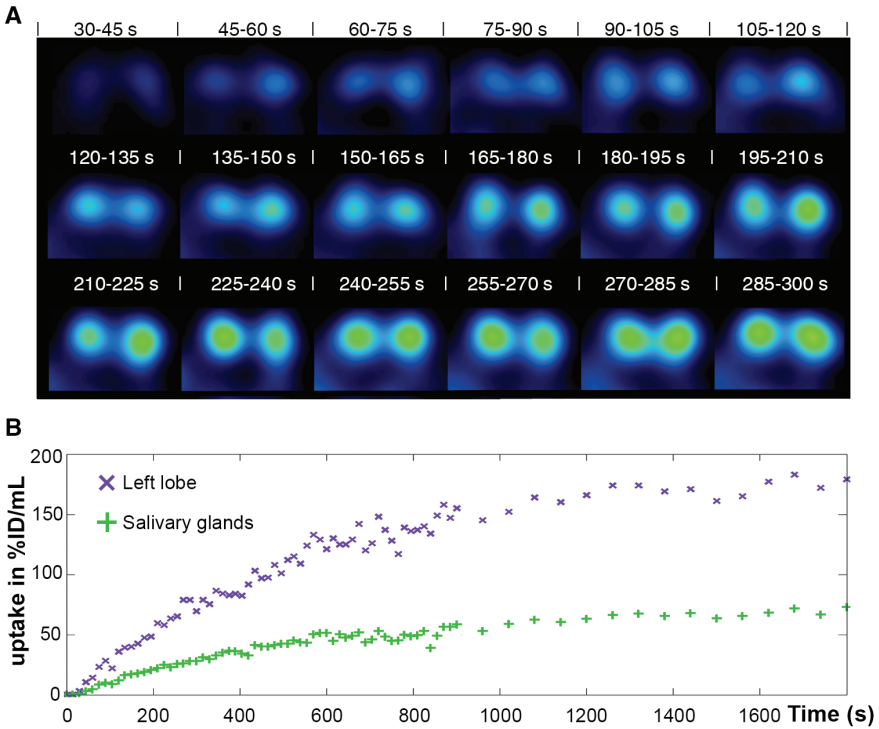 A
30-45 s | 45-60 s | 60-75 s | 75-90 s | 90-105 s | 105-120 s
120-135 s | 135-150 s | 150-165 s | 165-180 s | 180-195 s | 195-210 s
210-225 s | 225-240 s | 240-255 s | 255-270 s | 270-285 s | 285-300 s
B
uptake in %ID/mL
200
150
100
50
0
Left lobe
Salivary glands
0 200 400 600 800 1000 1200 1400 1600 Time (s)